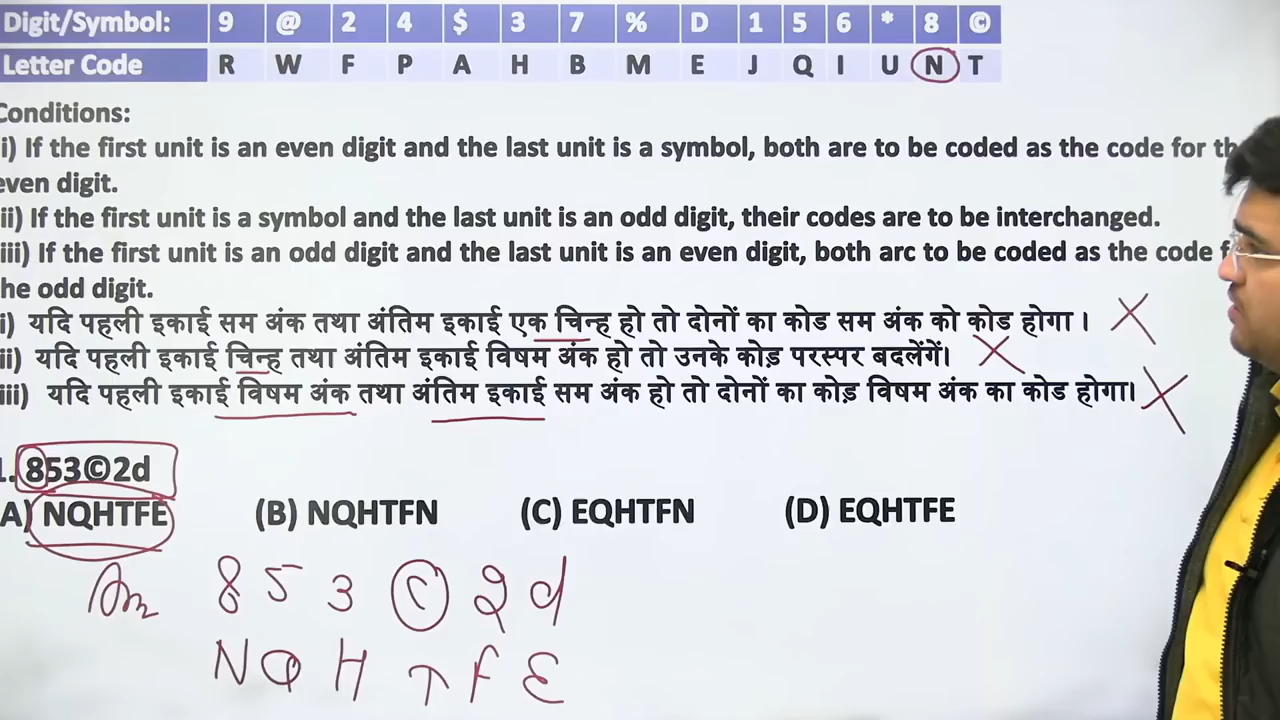 Digit/Symbol: 9 @ 2 4 $ 3 7 % D 1 5 6 * 8 ©
Letter Code R W F P A H B M E J Q I U N T
Conditions:
i) If the first unit is an even digit and the last unit is a symbol, both are to be coded as the code for th
even digit.
ii) If the first unit is a symbol and the last unit is an odd digit, their codes are to be interchanged.
iii) If the first unit is an odd digit and the last unit is an even digit, both arc to be coded as the code f
he odd digit.
i) यदि पहली इकाई सम अंक तथा अंतिम इकाई एक चिन्ह हो तो दोनों का कोड सम अंक को कोड होगा।
ii) यदि पहली इकाई चिन्ह तथा अंतिम इकाई विषम अंक हो तो उनके कोड़ परस्पर बदलेंगें।
iii) यदि पहली इकाई विषम अंक तथा अंतिम इकाई सम अंक हो तो दोनों का कोड़ विषम अंक का कोड होगा।
1. 853©2d
A) NQHTFE (B) NQHTFN (C) EQHTFN (D) EQHTFE
Am 8 5 3 © 2 d
N Q H T F E